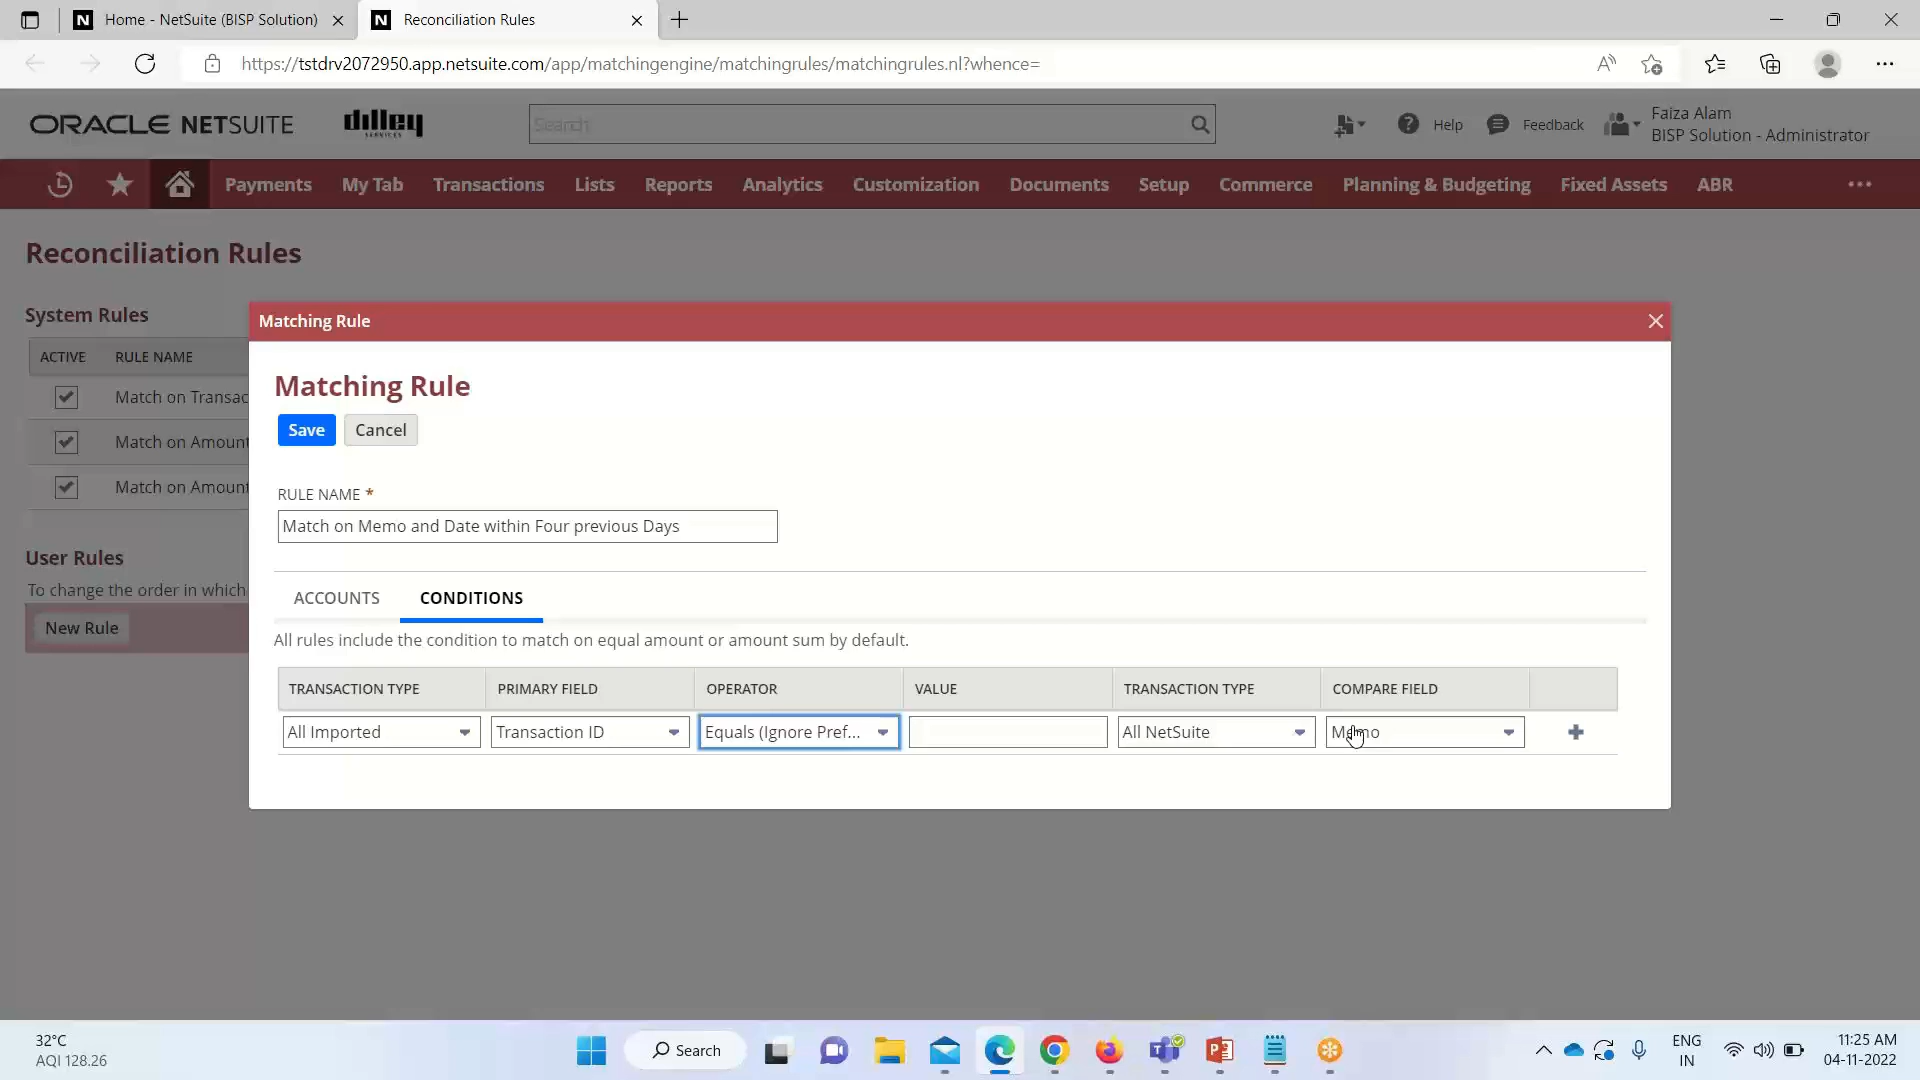 Home - NetSuite (BISP Solution)
Reconciliation Rules
https://tstdrv2072950.app.netsuite.com/app/matchingengine/matchingrules/matchingrules.nl?whence=
ORACLE NETSUITE
dilley
SERVICES
Search
Help
Feedback
Faiza Alam
BISP Solution - Administrator
Payments
My Tab
Transactions
Lists
Reports
Analytics
Customization
Documents
Setup
Commerce
Planning & Budgeting
Fixed Assets
ABR
Reconciliation Rules
System Rules
ACTIVE
RULE NAME
Match on Transac
Match on Amount
Match on Amount
User Rules
To change the order in which
New Rule
Matching Rule
Matching Rule
Save
Cancel
RULE NAME *
Match on Memo and Date within Four previous Days
ACCOUNTS
CONDITIONS
All rules include the condition to match on equal amount or amount sum by default.
TRANSACTION TYPE
PRIMARY FIELD
OPERATOR
VALUE
TRANSACTION TYPE
COMPARE FIELD
All Imported
Transaction ID
Equals (Ignore Pref...
All NetSuite
Memo
32°C
AQI 128.26
Search
ENG
IN
11:25 AM
04-11-2022